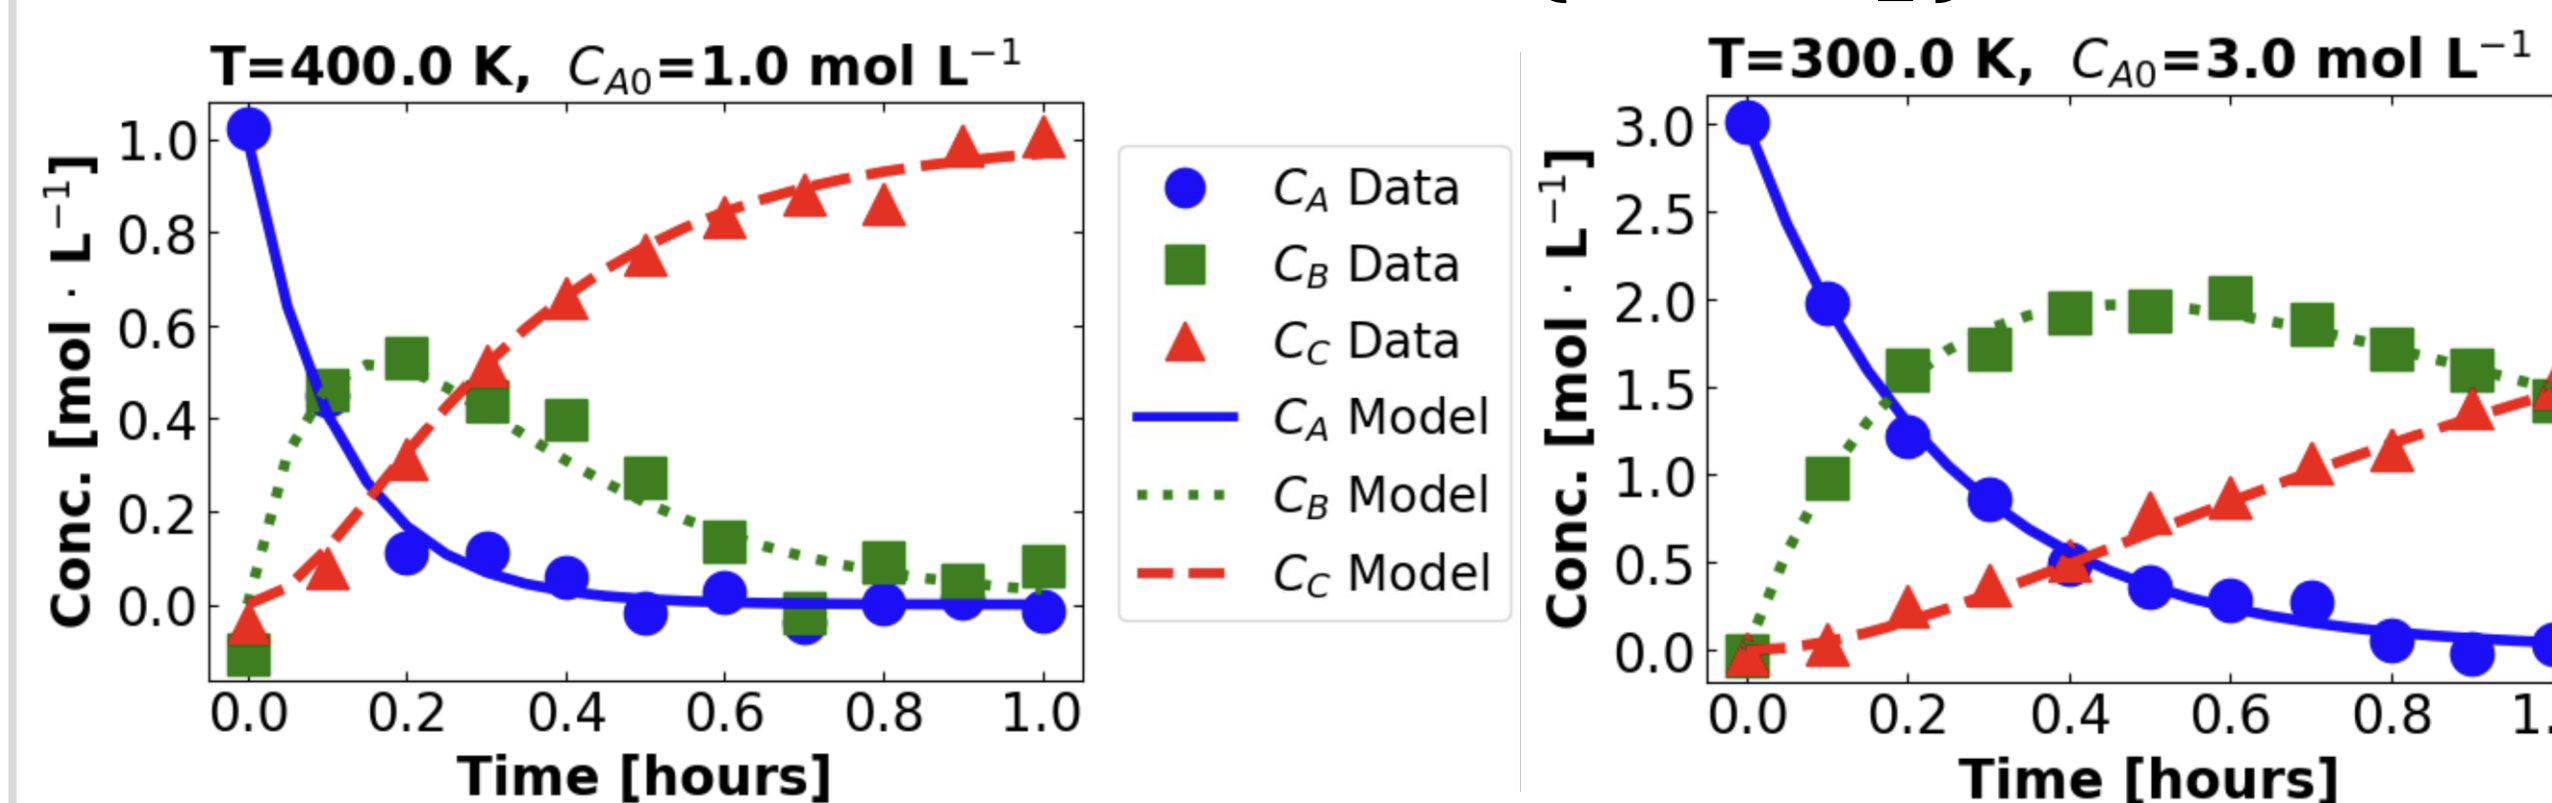 T=400.0 K, C_A0=1.0 mol L⁻¹
Conc. [mol · L⁻¹]
1.0
0.8
0.6
0.4
0.2
0.0
0.0 0.2 0.4 0.6 0.8 1.0
Time [hours]
C_A Data
C_B Data
C_C Data
C_A Model
C_B Model
C_C Model
T=300.0 K, C_A0=3.0 mol L⁻¹
Conc. [mol · L⁻¹]
3.0
2.5
2.0
1.5
1.0
0.5
0.0
0.0 0.2 0.4 0.6 0.8 1.
Time [hours]